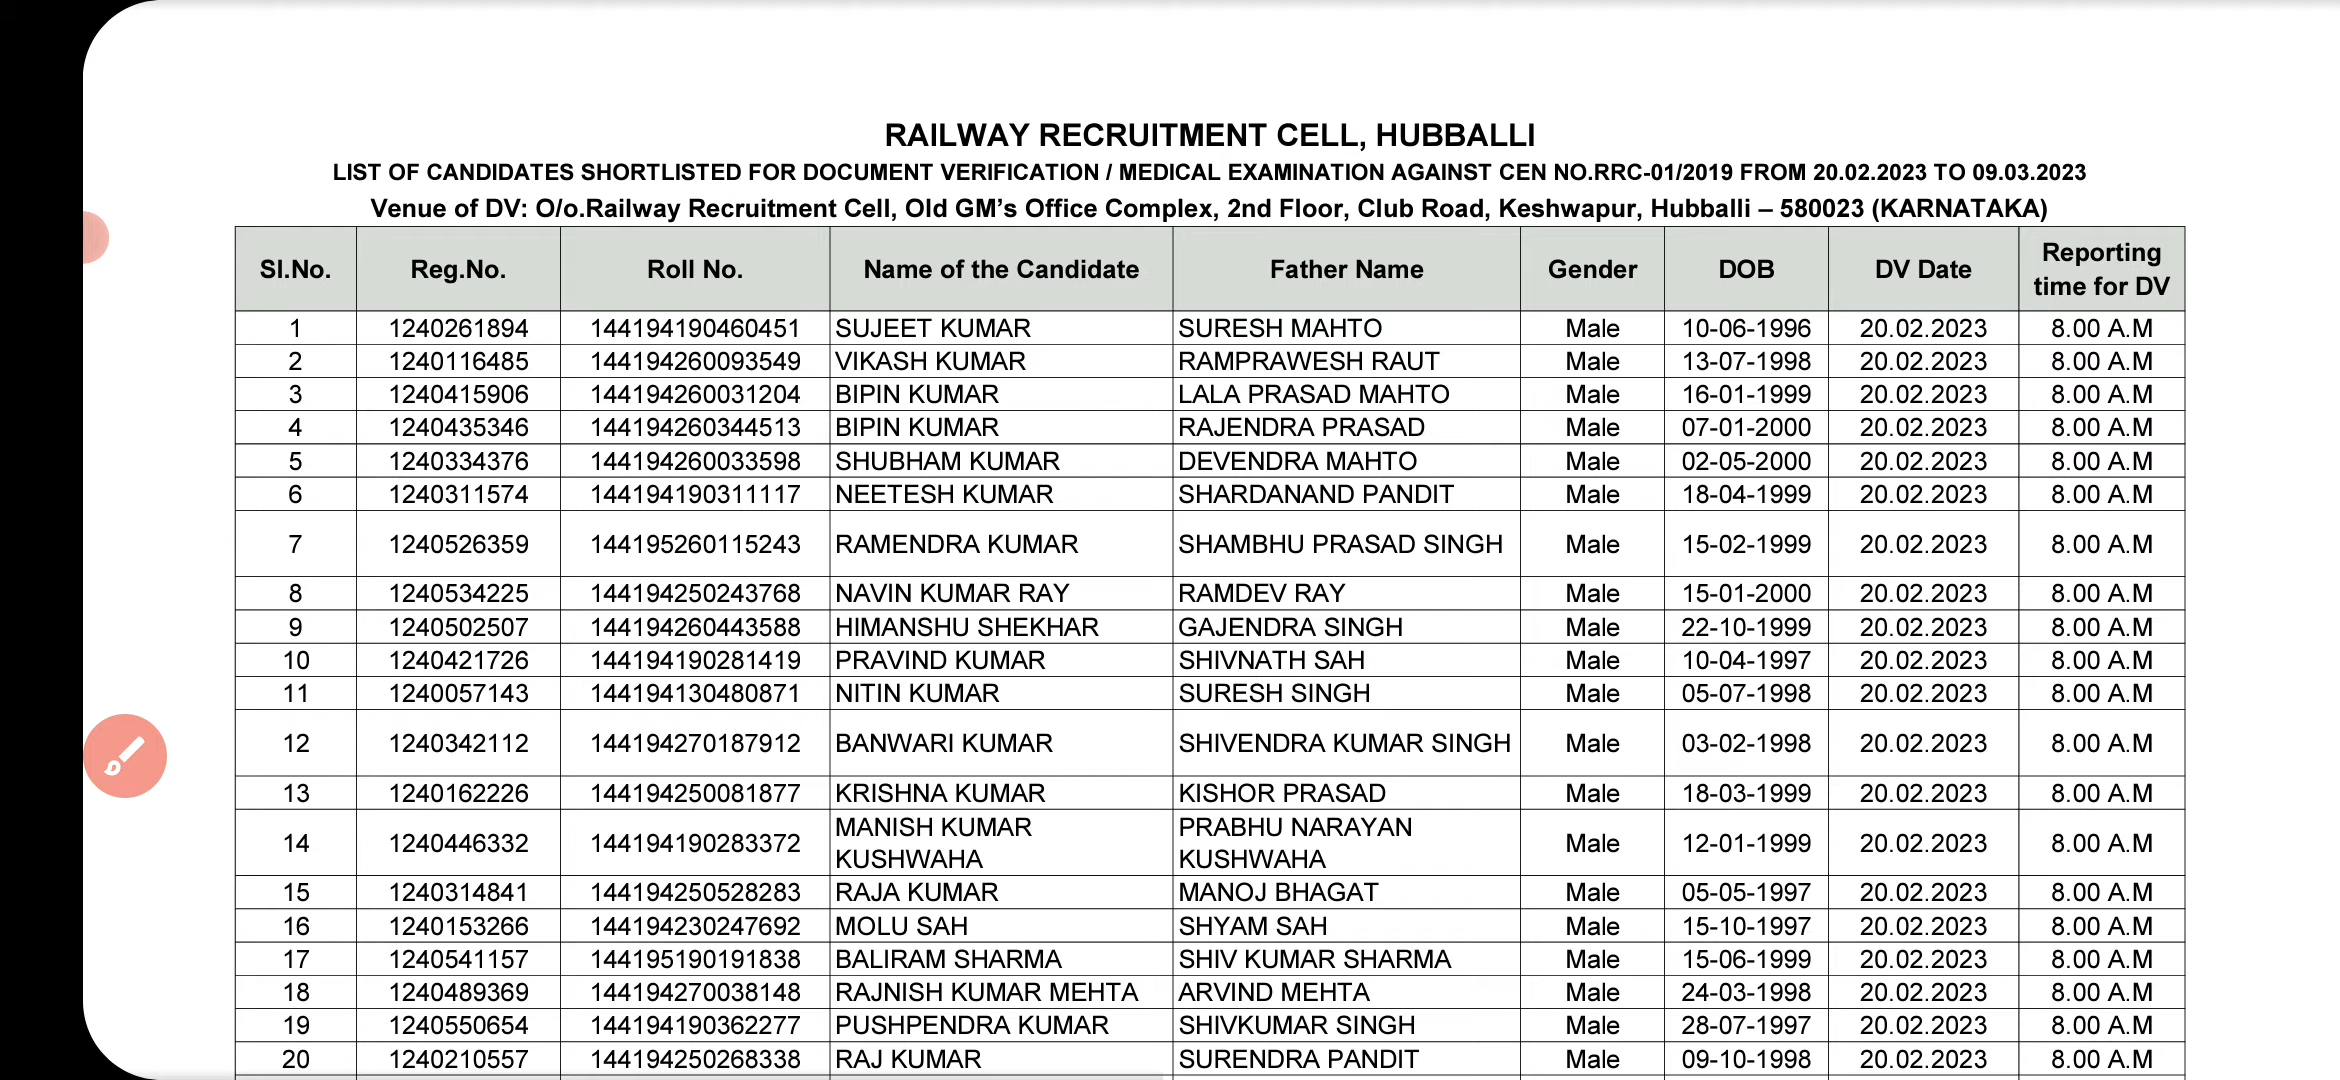 RAILWAY RECRUITMENT CELL, HUBBALLI
LIST OF CANDIDATES SHORTLISTED FOR DOCUMENT VERIFICATION / MEDICAL EXAMINATION AGAINST CEN NO.RRC-01/2019 FROM 20.02.2023 TO 09.03.2023
Venue of DV: O/o.Railway Recruitment Cell, Old GM's Office Complex, 2nd Floor, Club Road, Keshwapur, Hubballi – 580023 (KARNATAKA)
Sl.No. Reg.No. Roll No. Name of the Candidate Father Name Gender DOB DV Date Reporting time for DV
1 1240261894 144194190460451 SUJEET KUMAR SURESH MAHTO Male 10-06-1996 20.02.2023 8.00 A.M
2 1240116485 144194260093549 VIKASH KUMAR RAMPRAWESH RAUT Male 13-07-1998 20.02.2023 8.00 A.M
3 1240415906 144194260031204 BIPIN KUMAR LALA PRASAD MAHTO Male 16-01-1999 20.02.2023 8.00 A.M
4 1240435346 144194260344513 BIPIN KUMAR RAJENDRA PRASAD Male 07-01-2000 20.02.2023 8.00 A.M
5 1240334376 144194260033598 SHUBHAM KUMAR DEVENDRA MAHTO Male 02-05-2000 20.02.2023 8.00 A.M
6 1240311574 144194190311117 NEETESH KUMAR SHARDANAND PANDIT Male 18-04-1999 20.02.2023 8.00 A.M
7 1240526359 144195260115243 RAMENDRA KUMAR SHAMBHU PRASAD SINGH Male 15-02-1999 20.02.2023 8.00 A.M
8 1240534225 144194250243768 NAVIN KUMAR RAY RAMDEV RAY Male 15-01-2000 20.02.2023 8.00 A.M
9 1240502507 144194260443588 HIMANSHU SHEKHAR GAJENDRA SINGH Male 22-10-1999 20.02.2023 8.00 A.M
10 1240421726 144194190281419 PRAVIND KUMAR SHIVNATH SAH Male 10-04-1997 20.02.2023 8.00 A.M
11 1240057143 144194130480871 NITIN KUMAR SURESH SINGH Male 05-07-1998 20.02.2023 8.00 A.M
12 1240342112 144194270187912 BANWARI KUMAR SHIVENDRA KUMAR SINGH Male 03-02-1998 20.02.2023 8.00 A.M
13 1240162226 144194250081877 KRISHNA KUMAR KISHOR PRASAD Male 18-03-1999 20.02.2023 8.00 A.M
14 1240446332 144194190283372 MANISH KUMAR KUSHWAHA PRABHU NARAYAN KUSHWAHA Male 12-01-1999 20.02.2023 8.00 A.M
15 1240314841 144194250528283 RAJA KUMAR MANOJ BHAGAT Male 05-05-1997 20.02.2023 8.00 A.M
16 1240153266 144194230247692 MOLU SAH SHYAM SAH Male 15-10-1997 20.02.2023 8.00 A.M
17 1240541157 144195190191838 BALIRAM SHARMA SHIV KUMAR SHARMA Male 15-06-1999 20.02.2023 8.00 A.M
18 1240489369 144194270038148 RAJNISH KUMAR MEHTA ARVIND MEHTA Male 24-03-1998 20.02.2023 8.00 A.M
19 1240550654 144194190362277 PUSHPENDRA KUMAR SHIVKUMAR SINGH Male 28-07-1997 20.02.2023 8.00 A.M
20 1240210557 144194250268338 RAJ KUMAR SURENDRA PANDIT Male 09-10-1998 20.02.2023 8.00 A.M